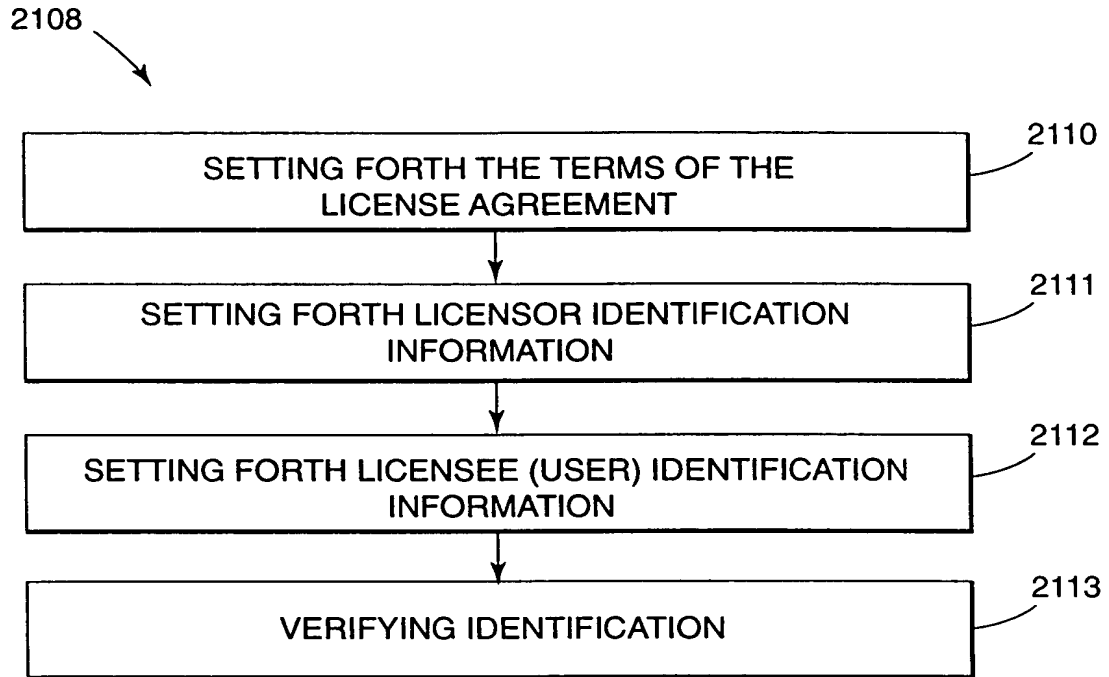 2108
2110
SETTING FORTH THE TERMS OF THE
LICENSE AGREEMENT
2111
SETTING FORTH LICENSOR IDENTIFICATION
INFORMATION
2112
SETTING FORTH LICENSEE (USER) IDENTIFICATION
INFORMATION
2113
VERIFYING IDENTIFICATION